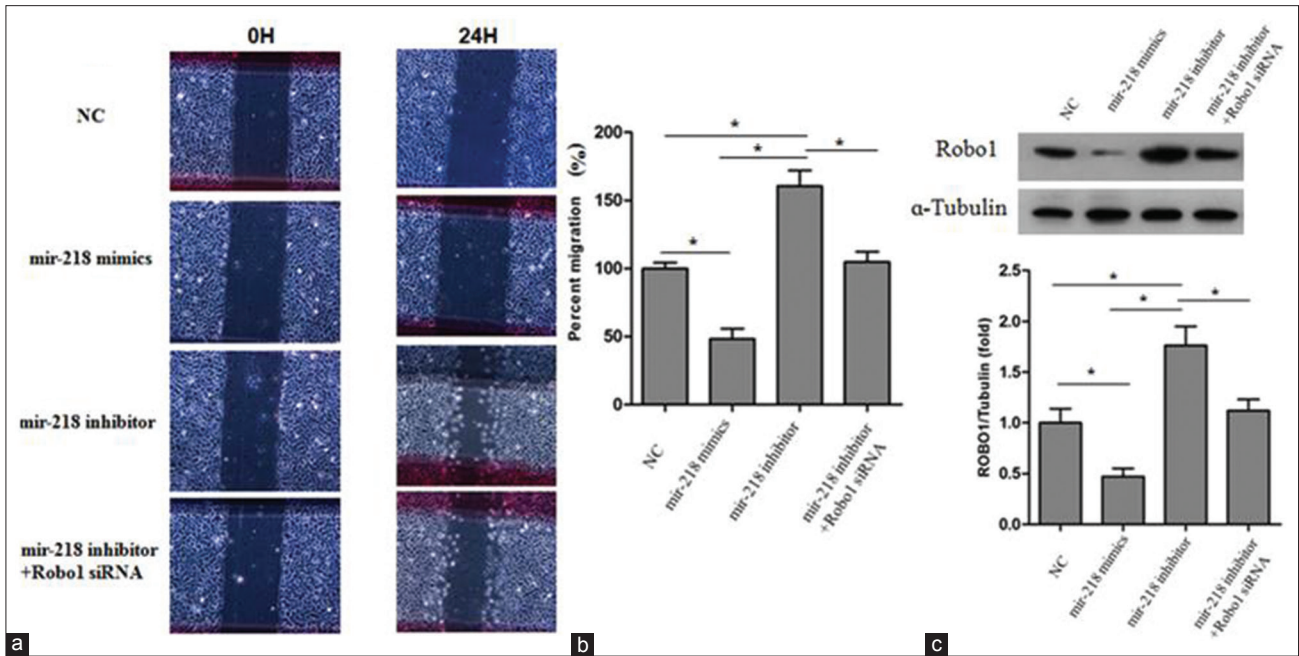 0H
24H
NC
mir-218 mimics
mir-218 inhibitor
mir-218 inhibitor
+Robo1 siRNA
a
Percent migration (%)
200
150
100
50
0
*
*
*
*
NC
mir-218 mimics
mir-218 inhibitor
mir-218 inhibitor
+Robo1 siRNA
b
NC
mir-218 mimics
mir-218 inhibitor
mir-218 inhibitor
+Robo1 siRNA
Robo1
α-Tubulin
ROBO1/Tubulin (fold)
2.5
2.0
1.5
1.0
0.5
0.0
*
*
*
*
NC
mir-218 mimics
mir-218 inhibitor
mir-218 inhibitor
+Robo1 siRNA
c